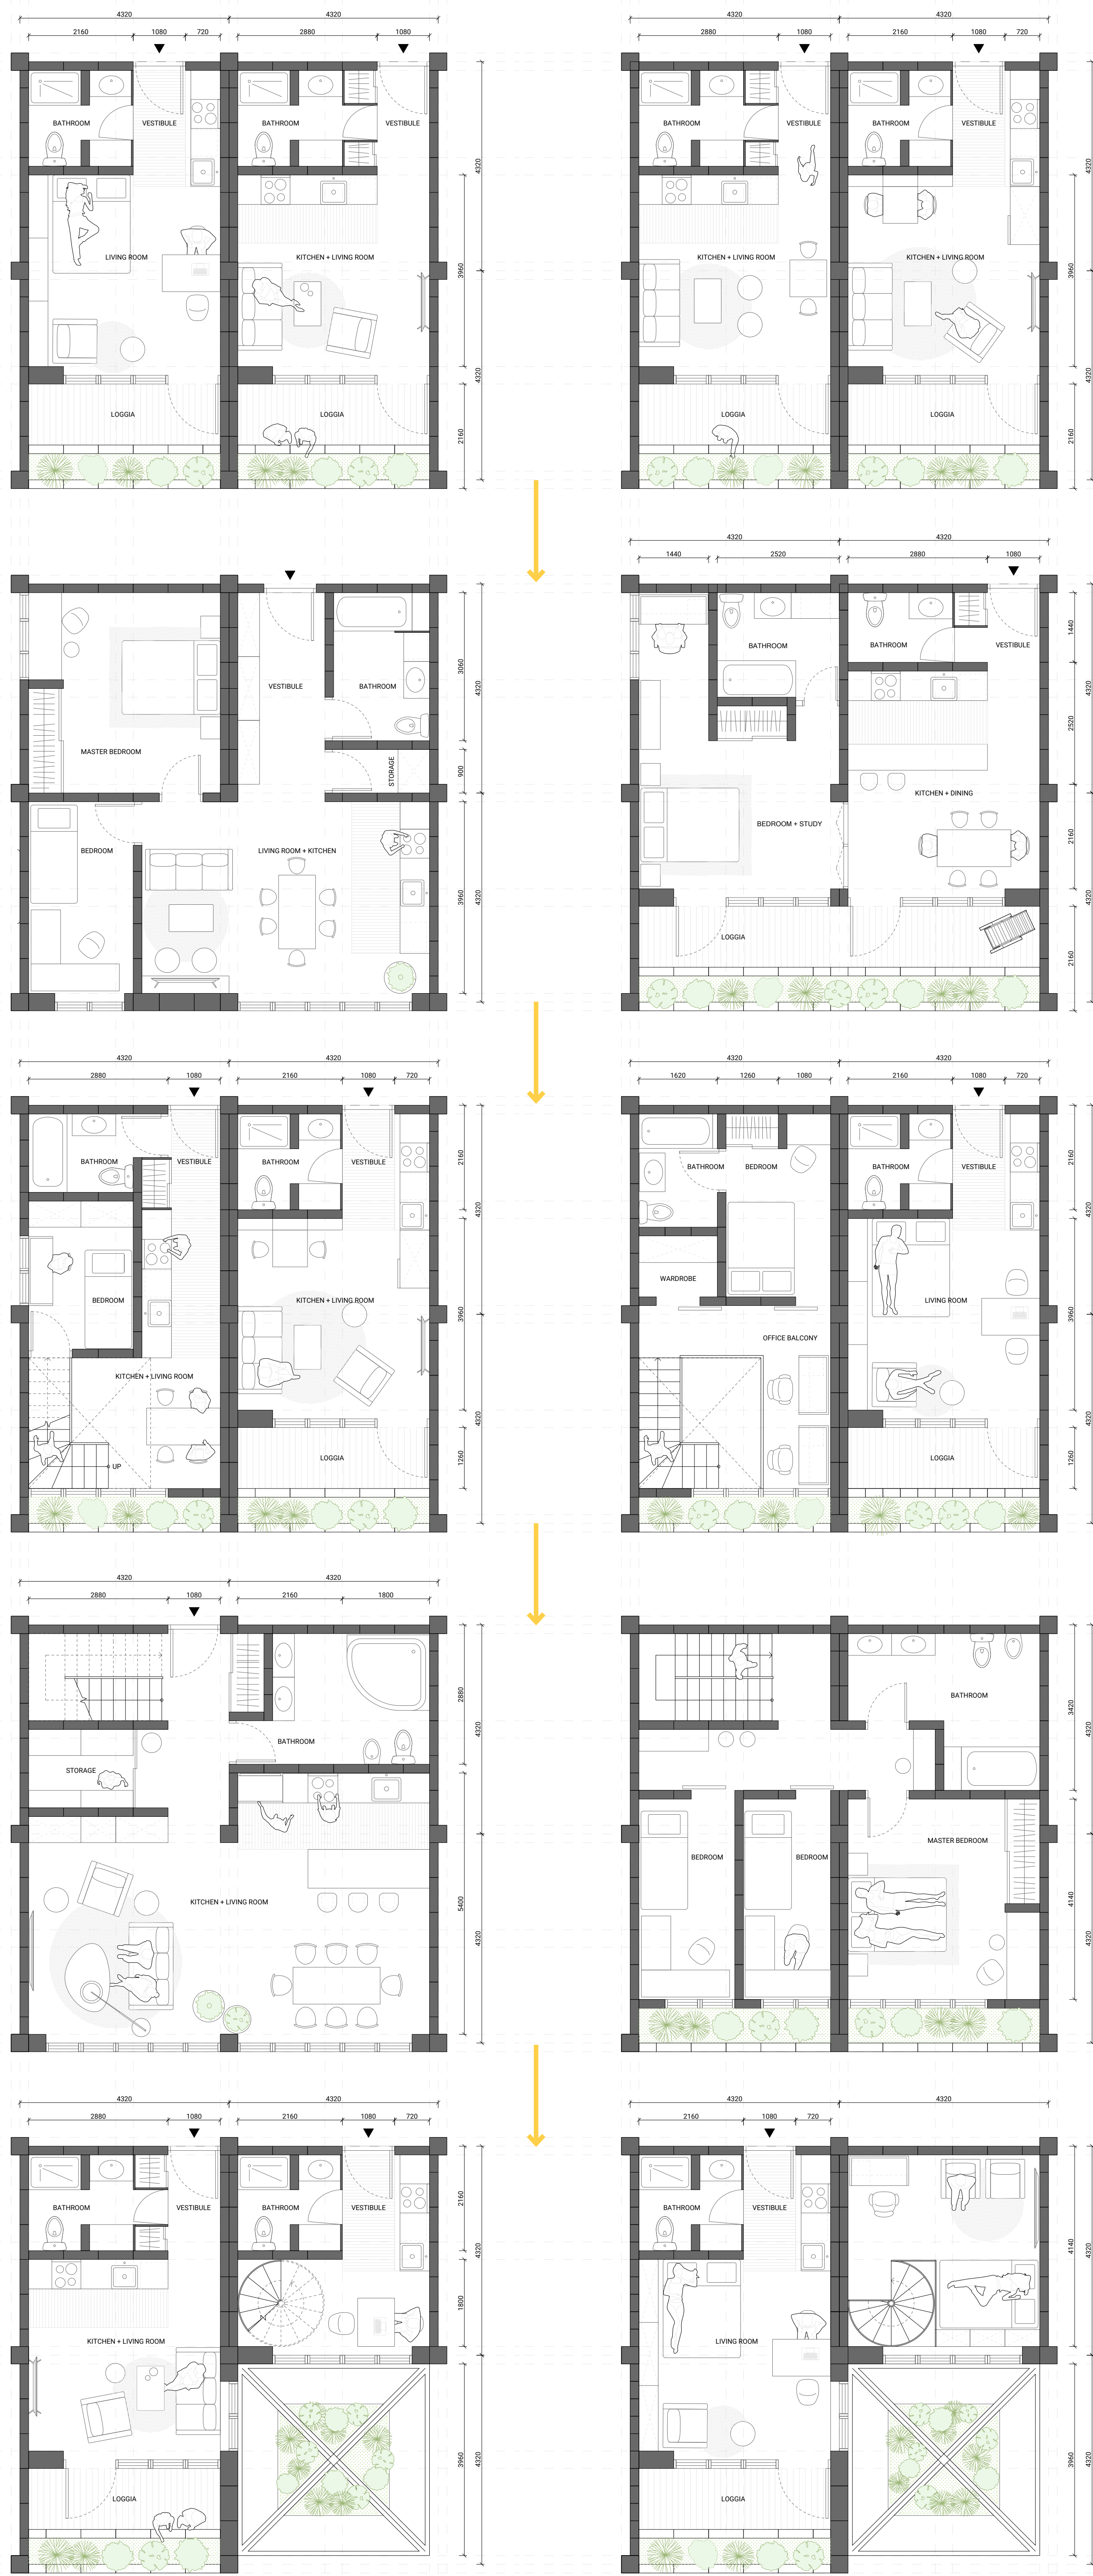 4320
4320
2160
1080
720
2880
1080
BATHROOM
VESTIBULE
BATHROOM
VESTIBULE
4320
LIVING ROOM
KITCHEN + LIVING ROOM
3960
4320
LOGGIA
LOGGIA
2160
4320
4320
2880
1080
2160
1080
720
BATHROOM
VESTIBULE
BATHROOM
VESTIBULE
4320
KITCHEN + LIVING ROOM
KITCHEN + LIVING ROOM
3960
4320
LOGGIA
LOGGIA
2160
VESTIBULE
BATHROOM
3060
4320
MASTER BEDROOM
STORAGE
900
BEDROOM
LIVING ROOM + KITCHEN
3960
4320
4320
4320
1440
2520
2880
1080
BATHROOM
BATHROOM
VESTIBULE
1440
4320
2520
KITCHEN + DINING
BEDROOM + STUDY
2160
4320
LOGGIA
2160
4320
4320
2880
1080
2160
1080
720
BATHROOM
VESTIBULE
BATHROOM
VESTIBULE
2160
4320
BEDROOM
KITCHEN + LIVING ROOM
3960
KITCHEN + LIVING ROOM
4320
UP
LOGGIA
1260
4320
4320
1620
1260
1080
2160
1080
720
BATHROOM
BEDROOM
BATHROOM
VESTIBULE
2160
4320
WARDROBE
LIVING ROOM
3960
OFFICE BALCONY
4320
LOGGIA
1260
4320
4320
2880
1080
2160
1800
2880
4320
BATHROOM
STORAGE
KITCHEN + LIVING ROOM
5400
4320
BATHROOM
3420
4320
BEDROOM
BEDROOM
MASTER BEDROOM
4140
4320
4320
4320
2880
1080
2160
1080
720
BATHROOM
VESTIBULE
BATHROOM
VESTIBULE
2160
4320
1800
KITCHEN + LIVING ROOM
3960
4320
LOGGIA
4320
4320
2160
1080
720
BATHROOM
VESTIBULE
4140
4320
LIVING ROOM
3960
4320
LOGGIA